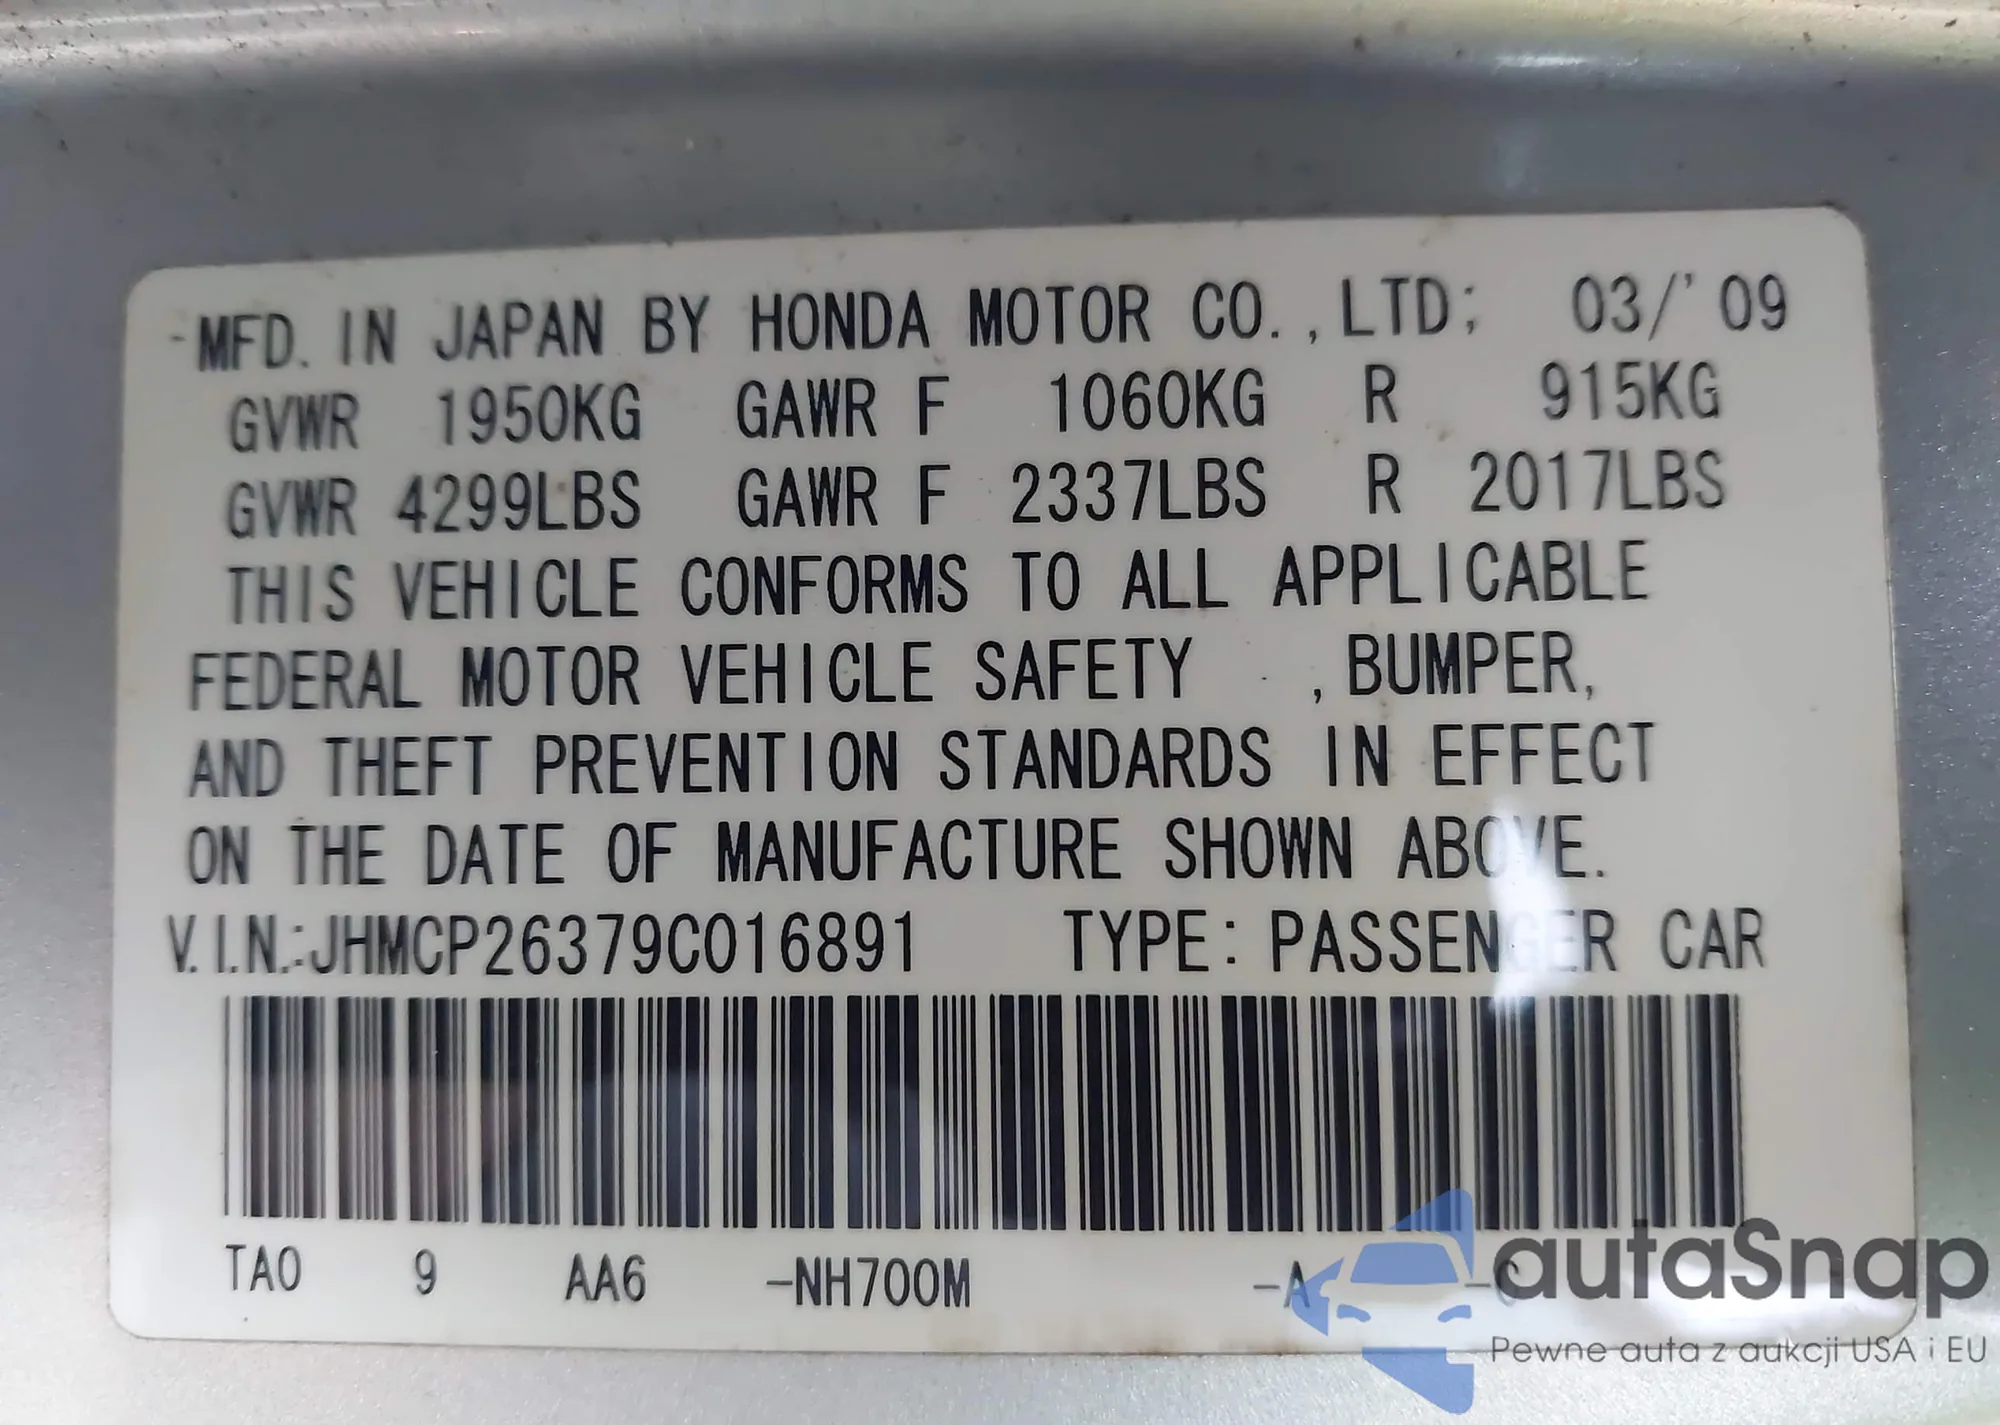 MFD. IN JAPAN BY HONDA MOTOR CO.,LTD; 03/'09
GVWR 1950KG GAWR F 1060KG R 915KG
GVWR 4299LBS GAWR F 2337LBS R 2017LBS
THIS VEHICLE CONFORMS TO ALL APPLICABLE
FEDERAL MOTOR VEHICLE SAFETY , BUMPER,
AND THEFT PREVENTION STANDARDS IN EFFECT
ON THE DATE OF MANUFACTURE SHOWN ABOVE.
V.I.N.:JHMCP26379C016891 TYPE: PASSENGER CAR
TA0 9 AA6 -NH700M -A -C
autaSnap
Pewne auta z aukcji USA i EU